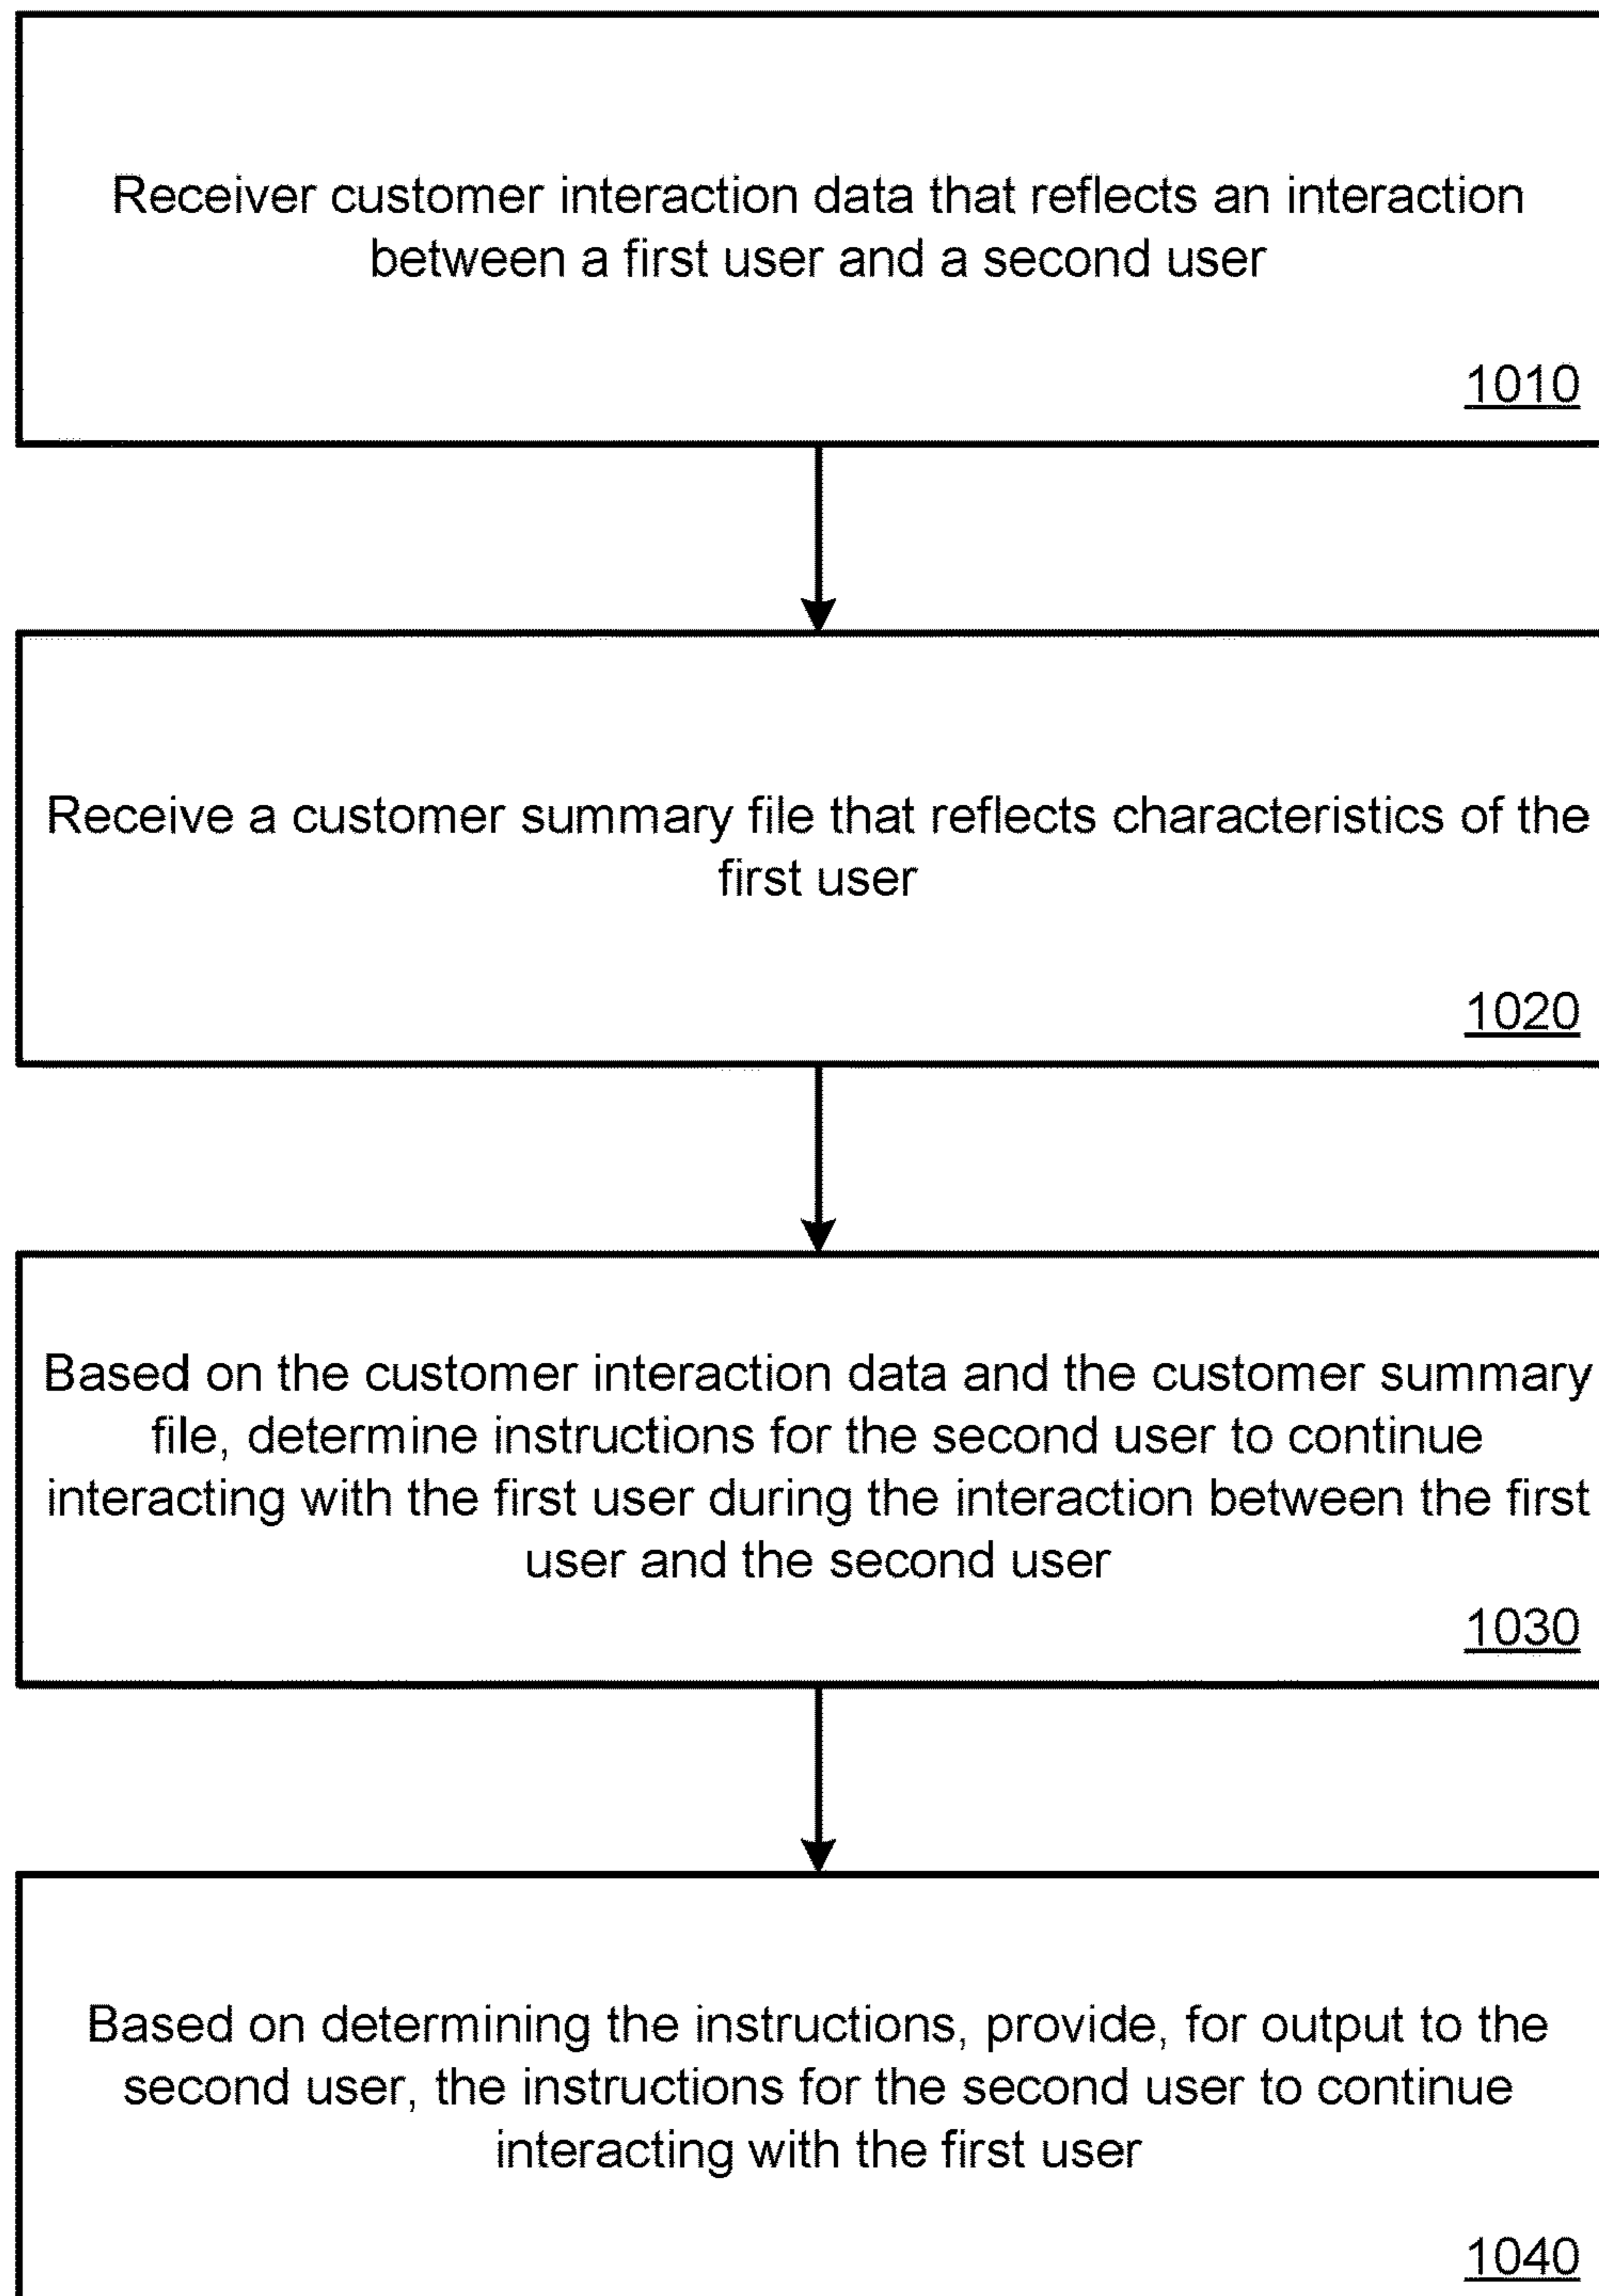 Receiver customer interaction data that reflects an interaction
between a first user and a second user
1010
Receive a customer summary file that reflects characteristics of the
first user
1020
Based on the customer interaction data and the customer summary
file, determine instructions for the second user to continue
interacting with the first user during the interaction between the first
user and the second user
1030
Based on determining the instructions, provide, for output to the
second user, the instructions for the second user to continue
interacting with the first user
1040